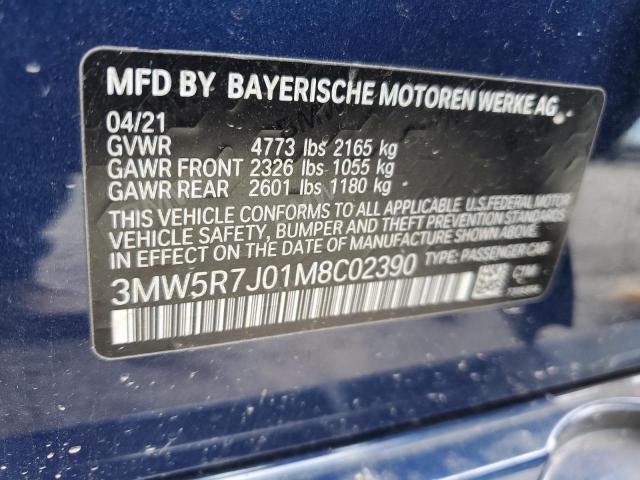 MFD BY BAYERISCHE MOTOREN WERKE AG
04/21
GVWR 4773 lbs 2165 kg
GAWR FRONT 2326 lbs 1055 kg
GAWR REAR 2601 lbs 1180 kg
THIS VEHICLE CONFORMS TO ALL APPLICABLE U.S. FEDERAL MOTOR
VEHICLE SAFETY, BUMPER AND THEFT PREVENTION STANDARDS
IN EFFECT ON THE DATE OF MANUFACTURE SHOWN ABOVE.
3MW5R7J01M8C02390 TYPE: PASSENGER CAR